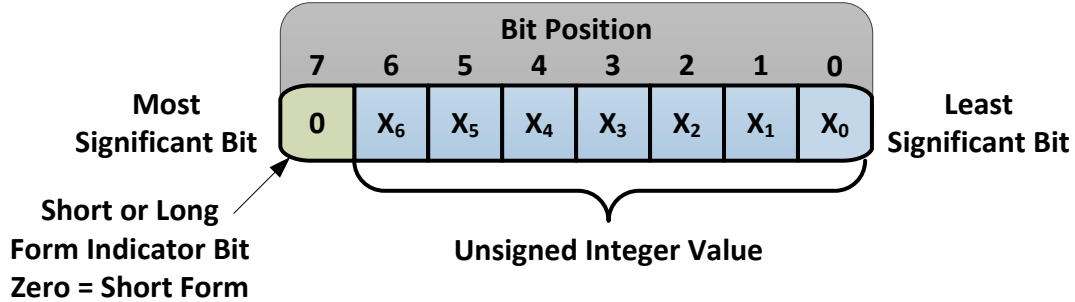 Bit Position
7 6 5 4 3 2 1 0
Most
Significant Bit
0 X₆ X₅ X₄ X₃ X₂ X₁ X₀
Least
Significant Bit
Short or Long
Form Indicator Bit
Zero = Short Form
Unsigned Integer Value